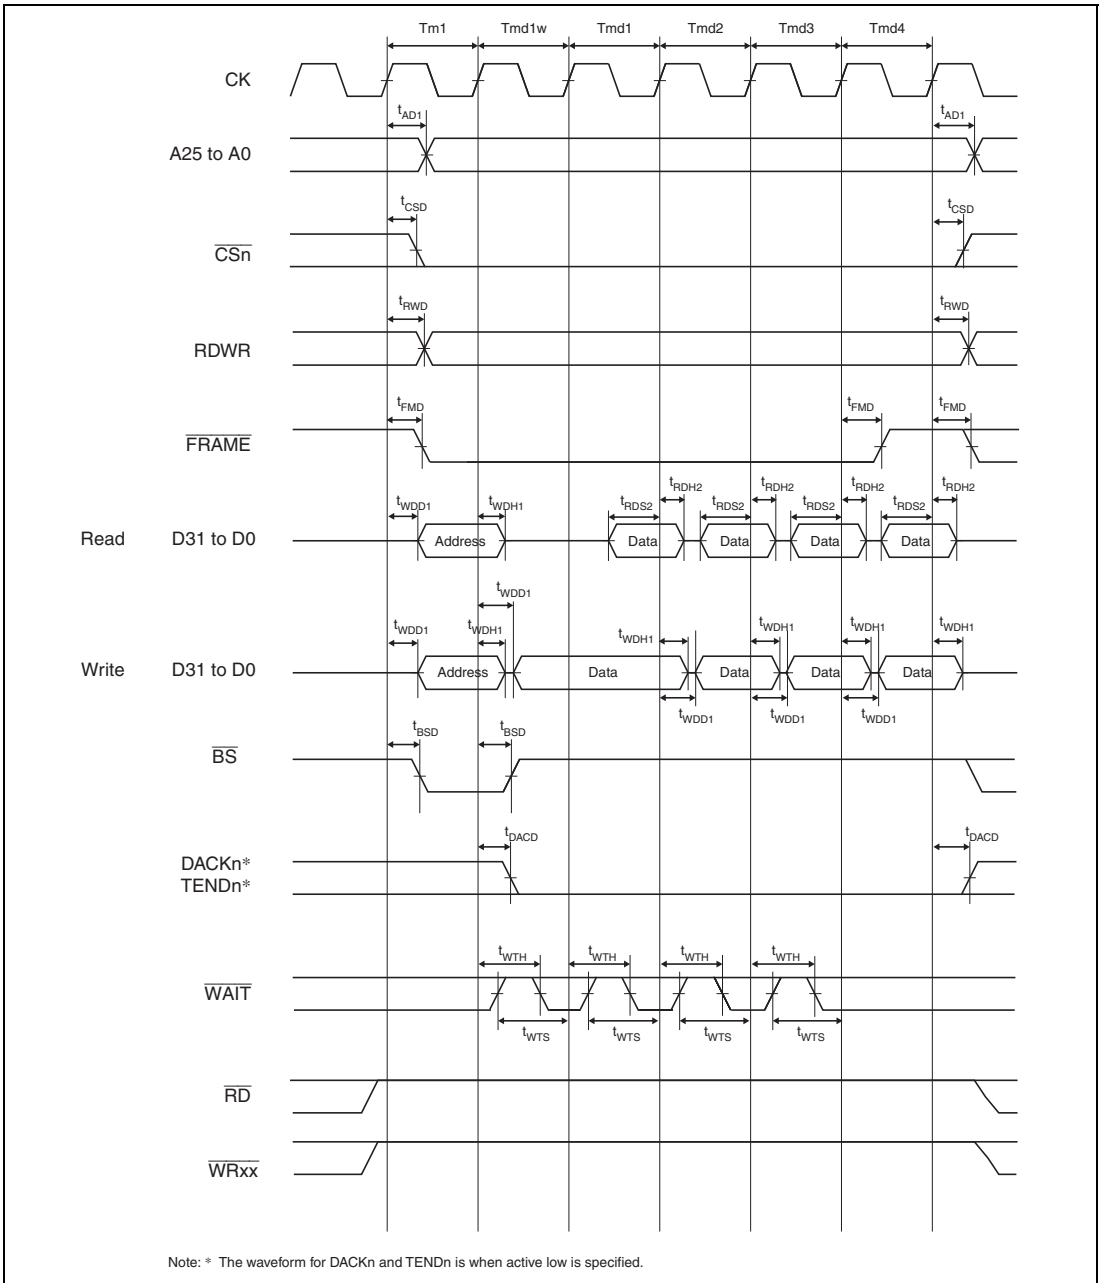 Tm1 Tmd1w Tmd1 Tmd2 Tmd3 Tmd4
CK
tAD1 tAD1
A25 to A0
tCSD tCSD
CSn
tRWD tRWD
RDWR
tFMD tFMD tFMD
FRAME
tRDH2 tRDH2 tRDH2 tRDH2
tWDD1 tWDH1 tRDS2 tRDS2 tRDS2 tRDS2
Read D31 to D0 Address Data Data Data Data
tWDD1
tWDD1 tWDH1 tWDH1 tWDH1 tWDH1 tWDH1
Write D31 to D0 Address Data Data Data Data
tWDD1 tWDD1 tWDD1
tBSD tBSD
BS
tDACD tDACD
DACKn*
TENDn*
tWTH tWTH tWTH tWTH
WAIT
tWTS tWTS tWTS tWTS
RD
WRxx
Note: * The waveform for DACKn and TENDn is when active low is specified.